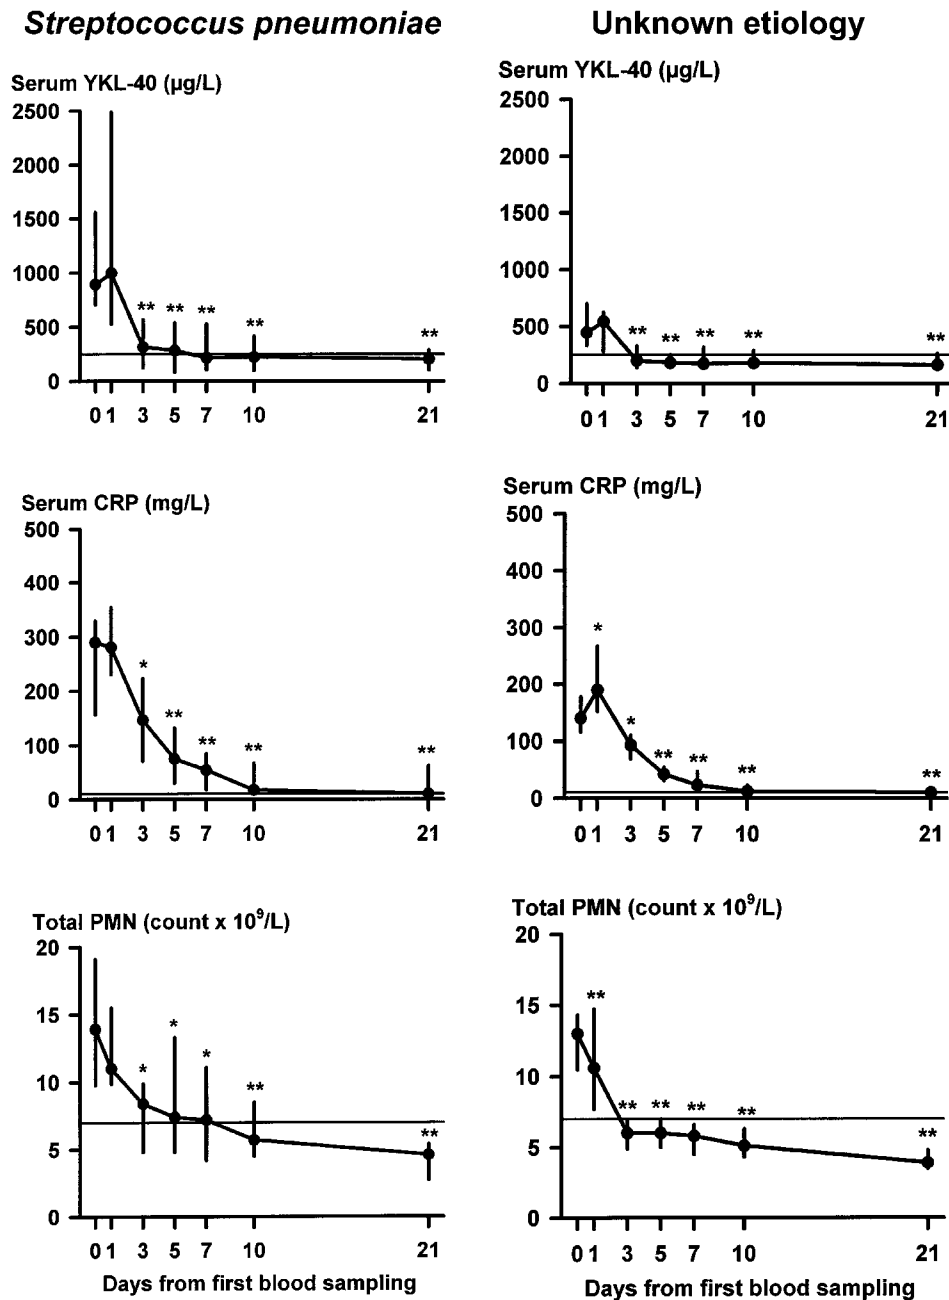 Streptococcus pneumoniae
Unknown etiology
Serum YKL-40 (µg/L)
2500
2000
1500
1000
500
0
** ** ** ** **
0 1 3 5 7 10 21
Serum YKL-40 (µg/L)
2500
2000
1500
1000
500
0
** ** ** ** **
0 1 3 5 7 10 21
Serum CRP (mg/L)
500
400
300
200
100
0
* ** ** ** **
0 1 3 5 7 10 21
Serum CRP (mg/L)
500
400
300
200
100
0
* * ** ** ** **
0 1 3 5 7 10 21
Total PMN (count x 10⁹/L)
20
15
10
5
0
* * * ** **
0 1 3 5 7 10 21
Days from first blood sampling
Total PMN (count x 10⁹/L)
20
15
10
5
0
** ** ** ** ** **
0 1 3 5 7 10 21
Days from first blood sampling